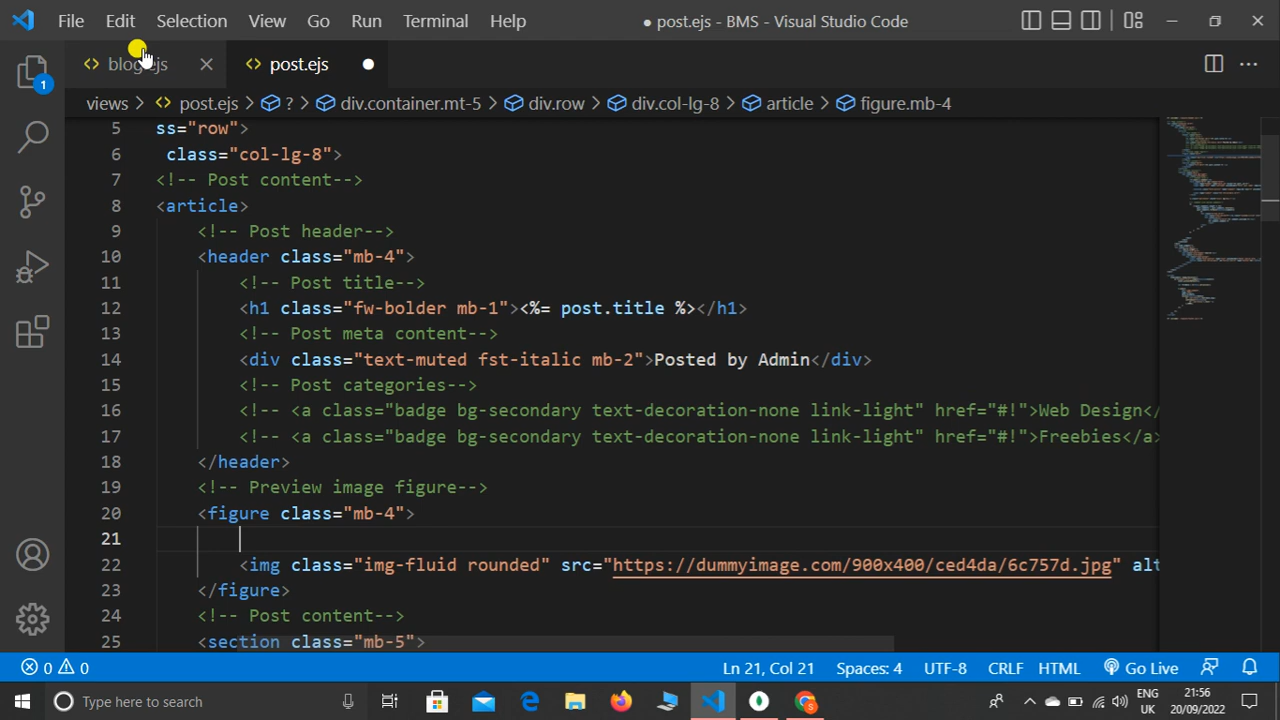 File Edit Selection View Go Run Terminal Help ● post.ejs - BMS - Visual Studio Code
blog.ejs post.ejs
views > post.ejs > ? > div.container.mt-5 > div.row > div.col-lg-8 > article > figure.mb-4
1
5 ss="row">
6 class="col-lg-8">
7 <!-- Post content-->
8 <article>
9 <!-- Post header-->
10 <header class="mb-4">
11 <!-- Post title-->
12 <h1 class="fw-bolder mb-1"><%= post.title %></h1>
13 <!-- Post meta content-->
14 <div class="text-muted fst-italic mb-2">Posted by Admin</div>
15 <!-- Post categories-->
16 <!-- <a class="badge bg-secondary text-decoration-none link-light" href="#!">Web Design</
17 <!-- <a class="badge bg-secondary text-decoration-none link-light" href="#!">Freebies</a>
18 </header>
19 <!-- Preview image figure-->
20 <figure class="mb-4">
21
22 <img class="img-fluid rounded" src="https://dummyimage.com/900x400/ced4da/6c757d.jpg" alt
23 </figure>
24 <!-- Post content-->
25 <section class="mb-5">
0 0 Ln 21, Col 21 Spaces: 4 UTF-8 CRLF HTML Go Live
Type here to search
ENG 21:56
UK 20/09/2022